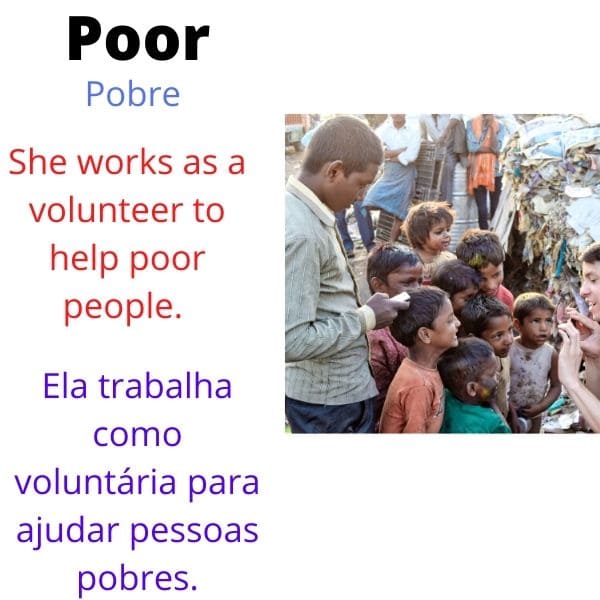 Poor
Pobre
She works as a
volunteer to
help poor
people.
Ela trabalha
como
voluntária para
ajudar pessoas
pobres.